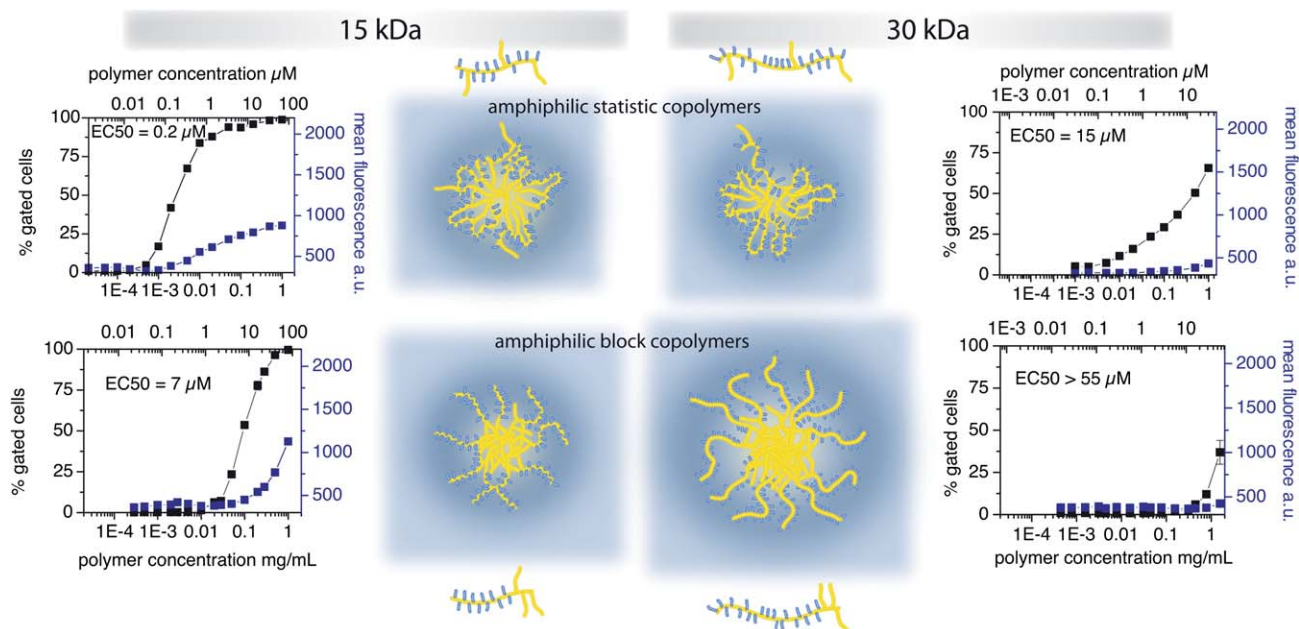 15 kDa
30 kDa
polymer concentration µM
0.01 0.1 1 10 100
100
75
50
25
0
% gated cells
EC50 = 0.2 µM
2000
1500
1000
500
mean fluorescence a.u.
1E-4 1E-3 0.01 0.1 1
amphiphilic statistic copolymers
polymer concentration µM
1E-3 0.01 0.1 1 10
100
75
50
25
0
% gated cells
EC50 = 15 µM
2000
1500
1000
500
mean fluorescence a.u.
1E-4 1E-3 0.01 0.1 1
0.01 0.1 1 10 100
100
75
50
25
0
% gated cells
EC50 = 7 µM
2000
1500
1000
500
mean fluorescence a.u.
1E-4 1E-3 0.01 0.1 1
polymer concentration mg/mL
amphiphilic block copolymers
1E-3 0.01 0.1 1 10
100
75
50
25
0
% gated cells
EC50 > 55 µM
2000
1500
1000
500
mean fluorescence a.u.
1E-4 1E-3 0.01 0.1 1
polymer concentration mg/mL